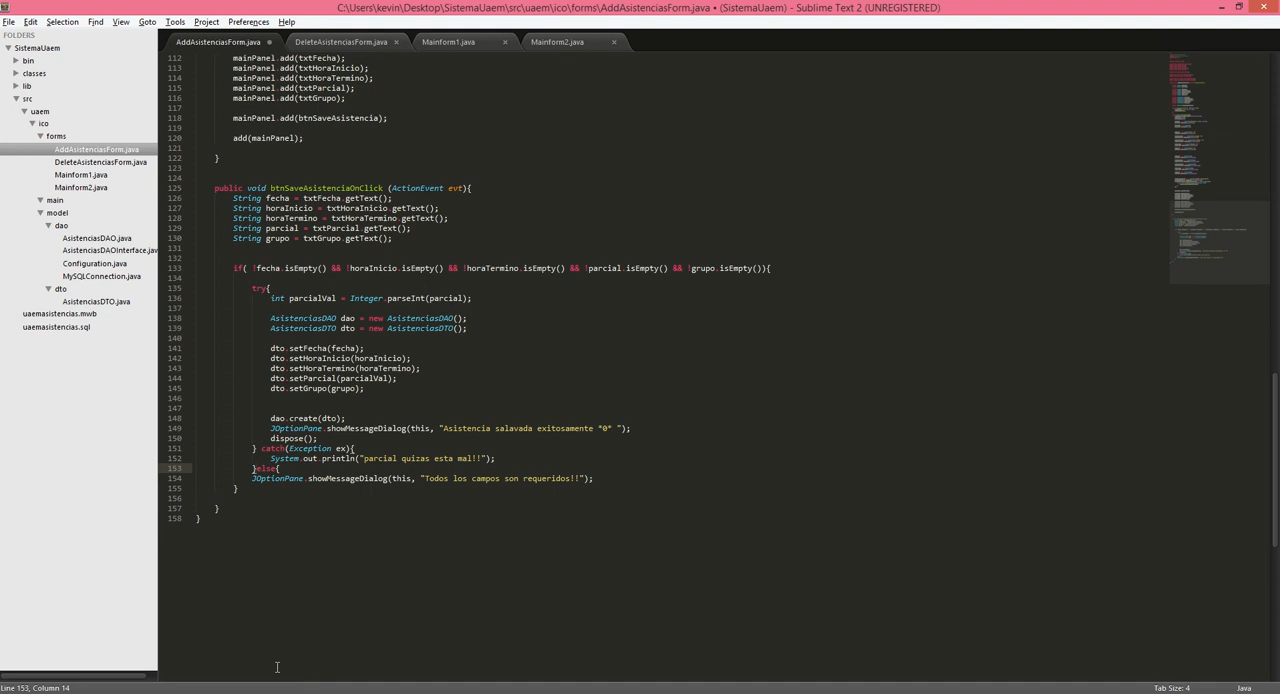 C:\Users\kevin\Desktop\SistemaUaem\src\uaem\ico\forms\AddAsistenciasForm.java • (SistemaUaem) - Sublime Text 2 (UNREGISTERED)
File Edit Selection Find View Goto Tools Project Preferences Help
FOLDERS
SistemaUaem
bin
classes
lib
src
uaem
ico
forms
AddAsistenciasForm.java
DeleteAsistenciasForm.java
Mainform1.java
Mainform2.java
main
model
dao
AsistenciasDAO.java
AsistenciasDAOInterface.jav
Configuration.java
MySQLConnection.java
dto
AsistenciasDTO.java
uaemasistencias.mwb
uaemasistencias.sql
AddAsistenciasForm.java DeleteAsistenciasForm.java Mainform1.java Mainform2.java
112 mainPanel.add(txtFecha);
113 mainPanel.add(txtHoraInicio);
114 mainPanel.add(txtHoraTermino);
115 mainPanel.add(txtParcial);
116 mainPanel.add(txtGrupo);
117
118 mainPanel.add(btnSaveAsistencia);
119
120 add(mainPanel);
121
122 }
123
124
125 public void btnSaveAsistenciaOnClick (ActionEvent evt){
126 String fecha = txtFecha.getText();
127 String horaInicio = txtHoraInicio.getText();
128 String horaTermino = txtHoraTermino.getText();
129 String parcial = txtParcial.getText();
130 String grupo = txtGrupo.getText();
131
132
133 if( !fecha.isEmpty() && !horaInicio.isEmpty() && !horaTermino.isEmpty() && !parcial.isEmpty() && !grupo.isEmpty()){
134
135 try{
136 int parcialVal = Integer.parseInt(parcial);
137
138 AsistenciasDAO dao = new AsistenciasDAO();
139 AsistenciasDTO dto = new AsistenciasDTO();
140
141 dto.setFecha(fecha);
142 dto.setHoraInicio(horaInicio);
143 dto.setHoraTermino(horaTermino);
144 dto.setParcial(parcialVal);
145 dto.setGrupo(grupo);
146
147
148 dao.create(dto);
149 JOptionPane.showMessageDialog(this, "Asistencia salavada exitosamente *0* ");
150 dispose();
151 } catch(Exception ex){
152 System.out.println("parcial quizas esta mal!!");
153 }else{
154 JOptionPane.showMessageDialog(this, "Todos los campos son requeridos!!");
155 }
156
157 }
158 }
Line 153, Column 14 Tab Size: 4 Java